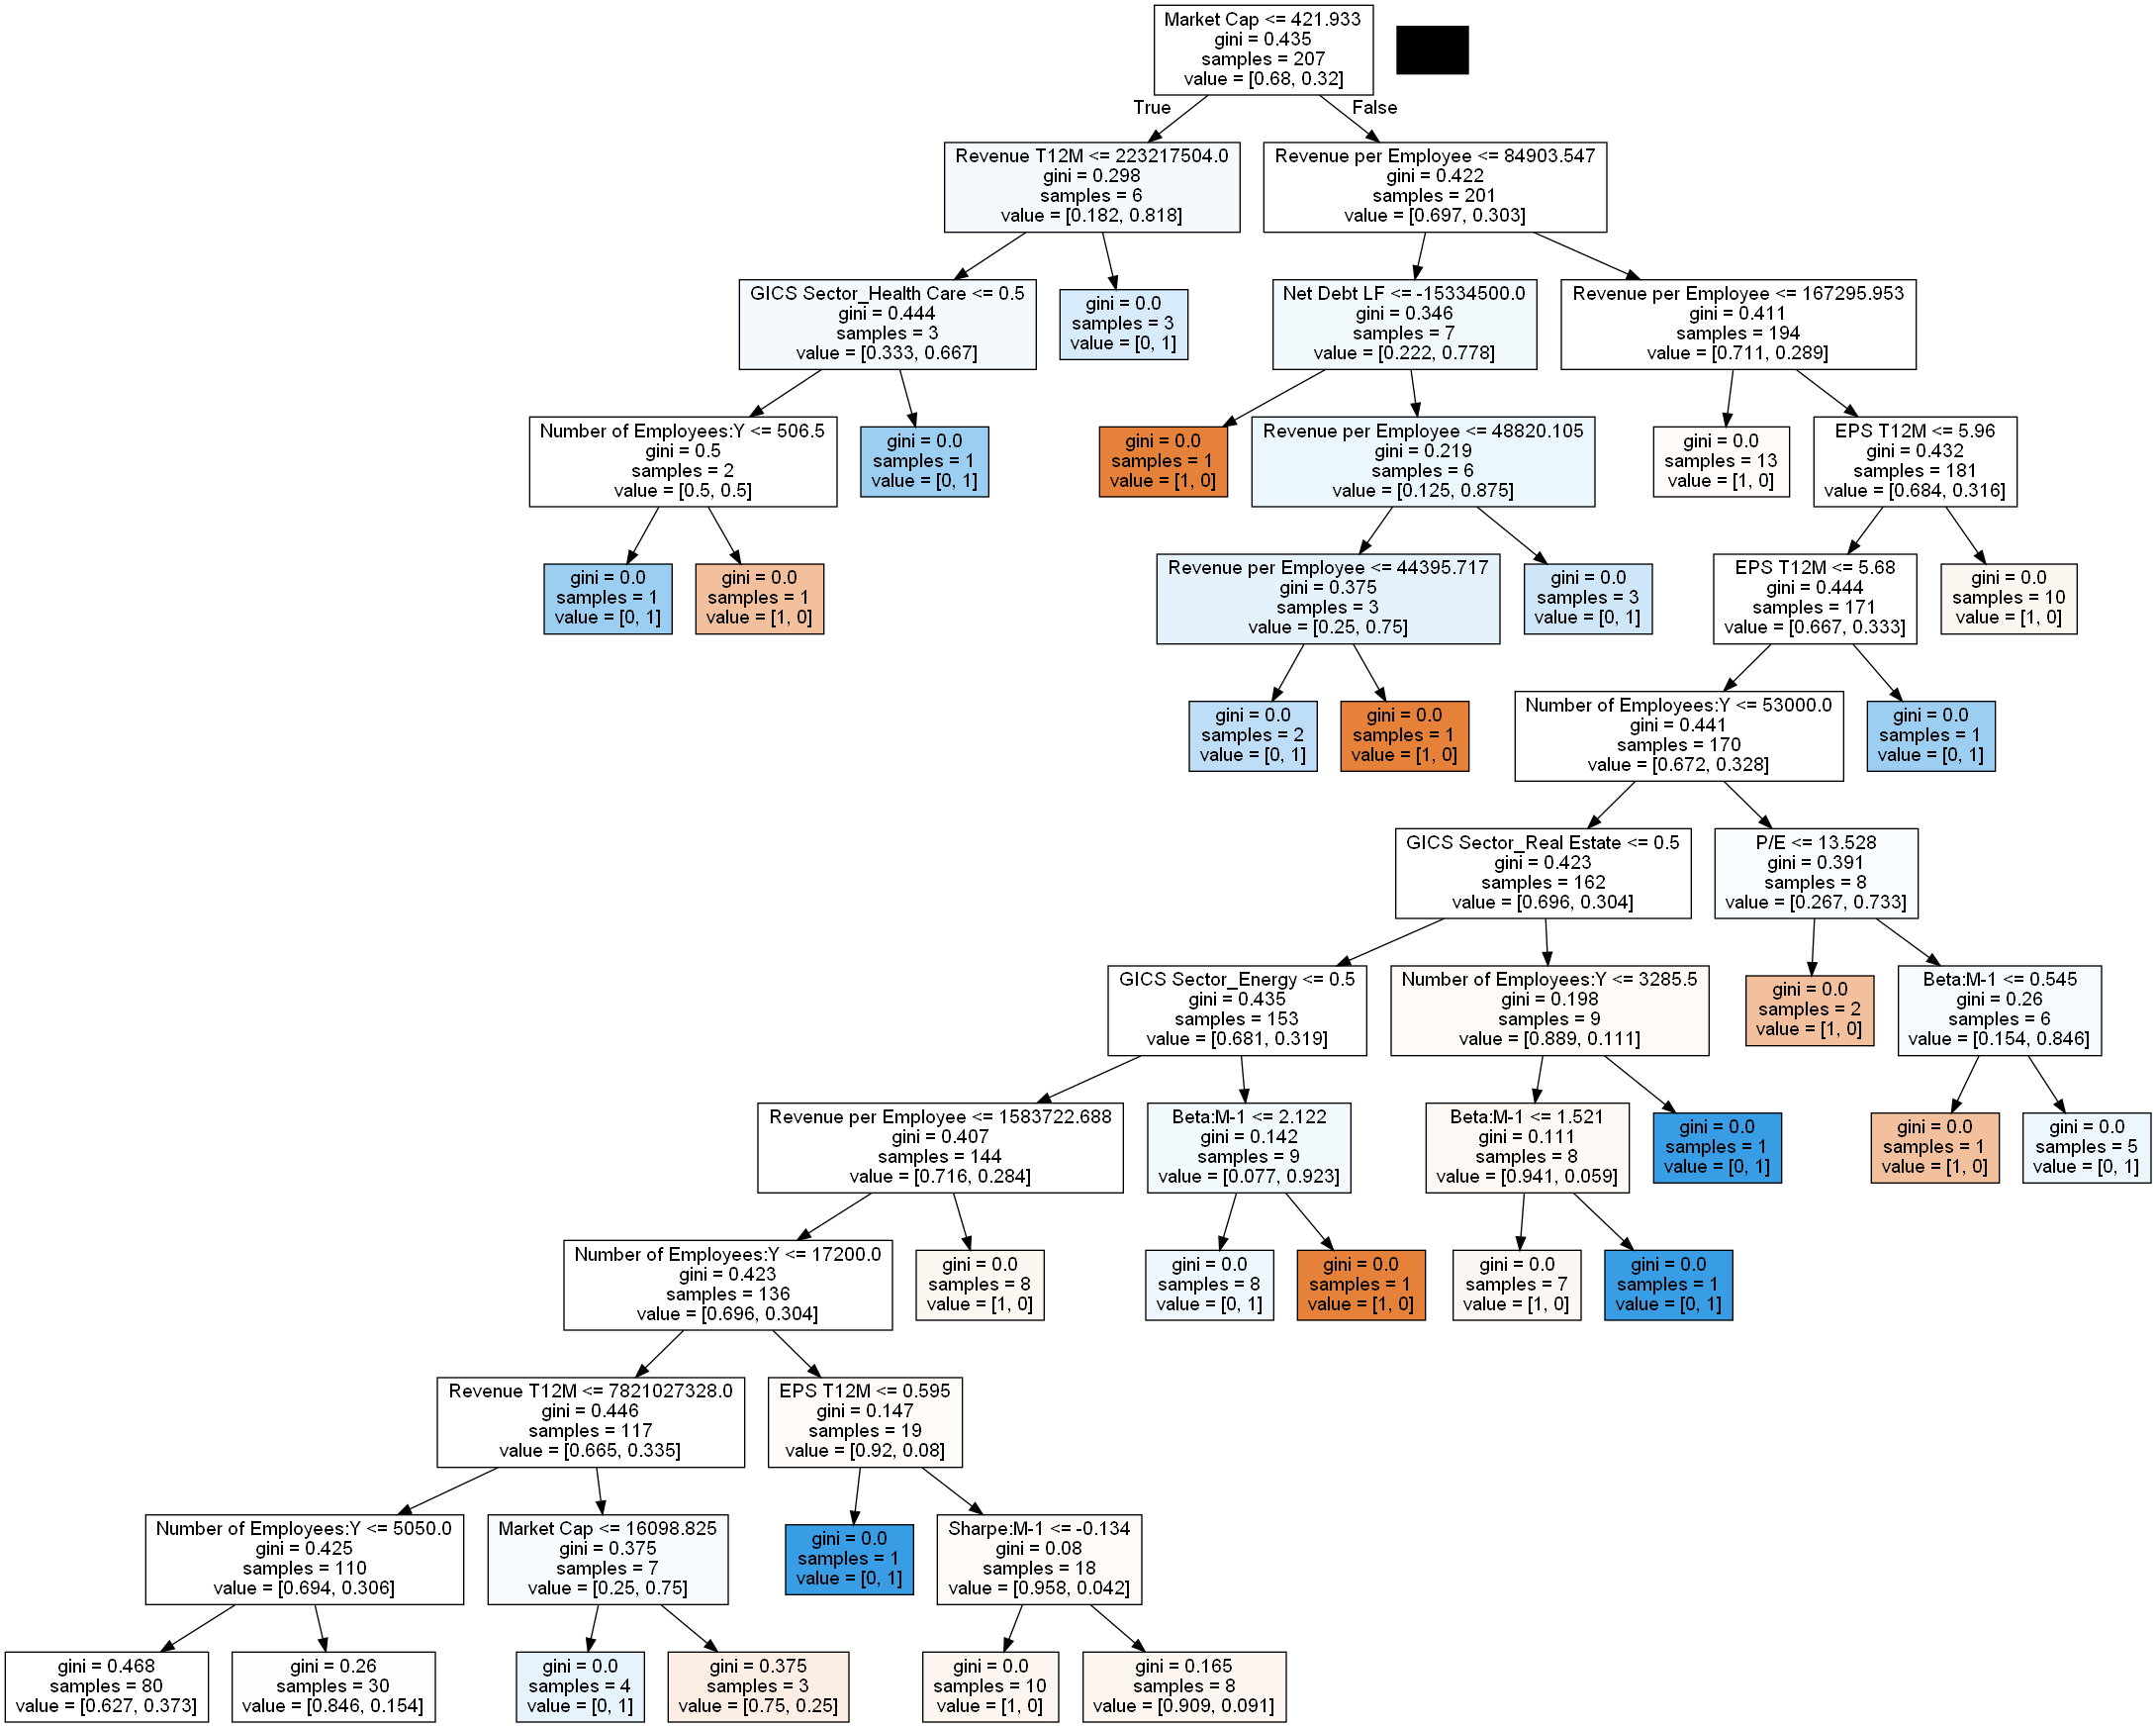 Market Cap <= 421.933
gini = 0.435
samples = 207
value = [0.68, 0.32]
True
False
Revenue T12M <= 223217504.0
gini = 0.298
samples = 6
value = [0.182, 0.818]
Revenue per Employee <= 84903.547
gini = 0.422
samples = 201
value = [0.697, 0.303]
GICS Sector_Health Care <= 0.5
gini = 0.444
samples = 3
value = [0.333, 0.667]
gini = 0.0
samples = 3
value = [0, 1]
Net Debt LF <= -15334500.0
gini = 0.346
samples = 7
value = [0.222, 0.778]
Revenue per Employee <= 167295.953
gini = 0.411
samples = 194
value = [0.711, 0.289]
Number of Employees:Y <= 506.5
gini = 0.5
samples = 2
value = [0.5, 0.5]
gini = 0.0
samples = 1
value = [0, 1]
gini = 0.0
samples = 1
value = [1, 0]
Revenue per Employee <= 48820.105
gini = 0.219
samples = 6
value = [0.125, 0.875]
gini = 0.0
samples = 13
value = [1, 0]
EPS T12M <= 5.96
gini = 0.432
samples = 181
value = [0.684, 0.316]
gini = 0.0
samples = 1
value = [0, 1]
gini = 0.0
samples = 1
value = [1, 0]
Revenue per Employee <= 44395.717
gini = 0.375
samples = 3
value = [0.25, 0.75]
gini = 0.0
samples = 3
value = [0, 1]
EPS T12M <= 5.68
gini = 0.444
samples = 171
value = [0.667, 0.333]
gini = 0.0
samples = 10
value = [1, 0]
gini = 0.0
samples = 2
value = [0, 1]
gini = 0.0
samples = 1
value = [1, 0]
Number of Employees:Y <= 53000.0
gini = 0.441
samples = 170
value = [0.672, 0.328]
gini = 0.0
samples = 1
value = [0, 1]
GICS Sector_Real Estate <= 0.5
gini = 0.423
samples = 162
value = [0.696, 0.304]
P/E <= 13.528
gini = 0.391
samples = 8
value = [0.267, 0.733]
GICS Sector_Energy <= 0.5
gini = 0.435
samples = 153
value = [0.681, 0.319]
Number of Employees:Y <= 3285.5
gini = 0.198
samples = 9
value = [0.889, 0.111]
gini = 0.0
samples = 2
value = [1, 0]
Beta:M-1 <= 0.545
gini = 0.26
samples = 6
value = [0.154, 0.846]
Revenue per Employee <= 1583722.688
gini = 0.407
samples = 144
value = [0.716, 0.284]
Beta:M-1 <= 2.122
gini = 0.142
samples = 9
value = [0.077, 0.923]
Beta:M-1 <= 1.521
gini = 0.111
samples = 8
value = [0.941, 0.059]
gini = 0.0
samples = 1
value = [0, 1]
gini = 0.0
samples = 1
value = [1, 0]
gini = 0.0
samples = 5
value = [0, 1]
Number of Employees:Y <= 17200.0
gini = 0.423
samples = 136
value = [0.696, 0.304]
gini = 0.0
samples = 8
value = [1, 0]
gini = 0.0
samples = 8
value = [0, 1]
gini = 0.0
samples = 1
value = [1, 0]
gini = 0.0
samples = 7
value = [1, 0]
gini = 0.0
samples = 1
value = [0, 1]
Revenue T12M <= 7821027328.0
gini = 0.446
samples = 117
value = [0.665, 0.335]
EPS T12M <= 0.595
gini = 0.147
samples = 19
value = [0.92, 0.08]
Number of Employees:Y <= 5050.0
gini = 0.425
samples = 110
value = [0.694, 0.306]
Market Cap <= 16098.825
gini = 0.375
samples = 7
value = [0.25, 0.75]
gini = 0.0
samples = 1
value = [0, 1]
Sharpe:M-1 <= -0.134
gini = 0.08
samples = 18
value = [0.958, 0.042]
gini = 0.468
samples = 80
value = [0.627, 0.373]
gini = 0.26
samples = 30
value = [0.846, 0.154]
gini = 0.0
samples = 4
value = [0, 1]
gini = 0.375
samples = 3
value = [0.75, 0.25]
gini = 0.0
samples = 10
value = [1, 0]
gini = 0.165
samples = 8
value = [0.909, 0.091]